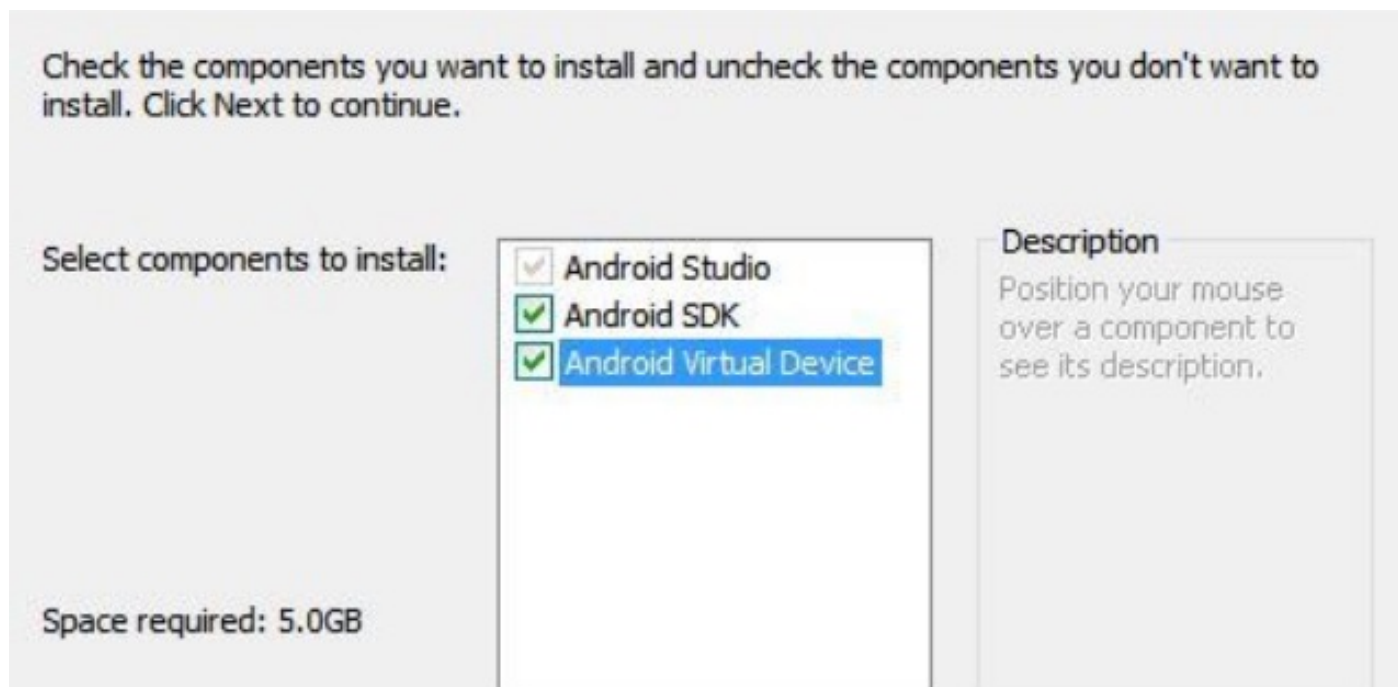 Check the components you want to install and uncheck the components you don't want to
install. Click Next to continue.
Select components to install:
Android Studio
Android SDK
Android Virtual Device
Description
Position your mouse
over a component to
see its description.
Space required: 5.0GB